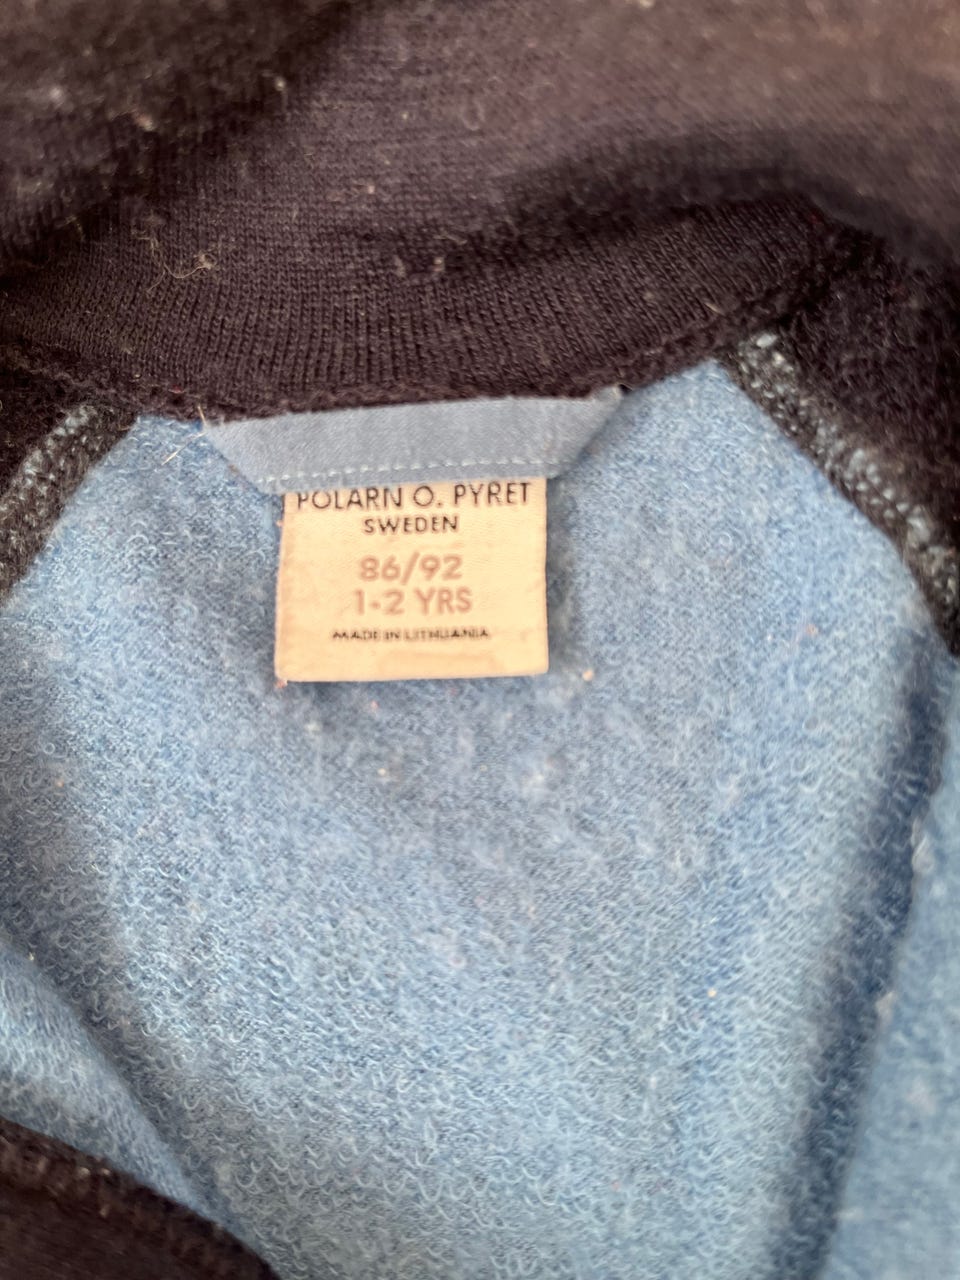 POLARN O. PYRET
SWEDEN
86/92
1-2 YRS
MADE IN LITHUANIA